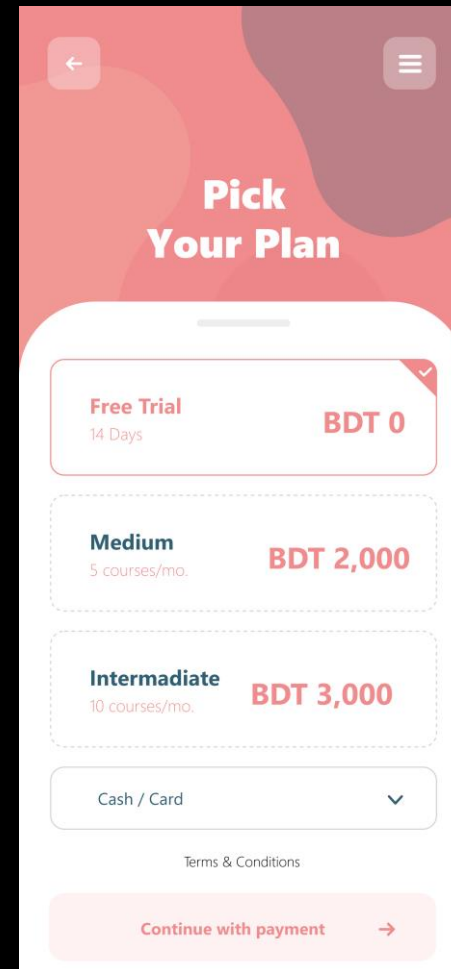 Pick
Your Plan
Free Trial
BDT 0
14 Days
Medium
BDT 2,000
5 courses/mo.
Intermadiate
BDT 3,000
10 courses/mo.
Cash / Card
Terms & Conditions
Continue with payment